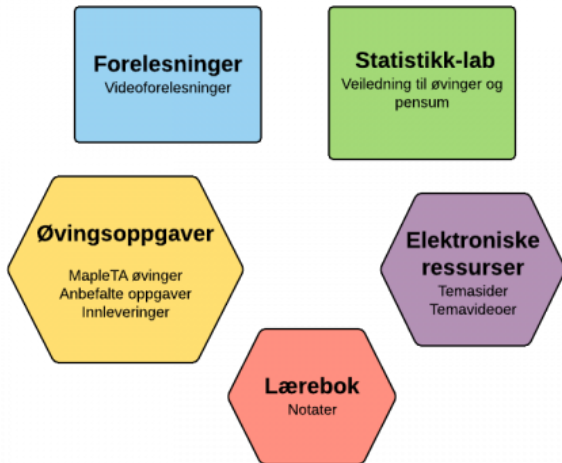 Forelesninger
Videoforelesninger
Statistikk-lab
Veiledning til øvinger og
pensum
Øvingsoppgaver
MapleTA øvinger
Anbefalte oppgaver
Innleveringer
Elektroniske
ressurser
Temasider
Temavideoer
Lærebok
Notater